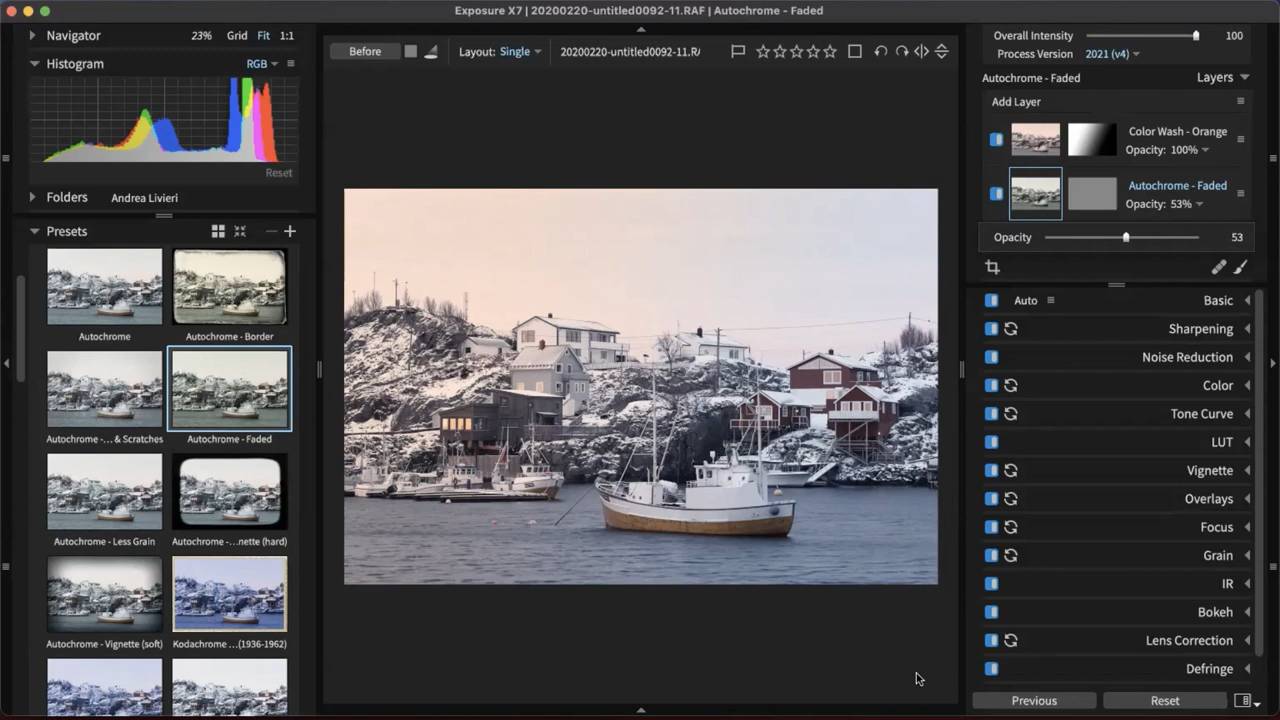 Exposure X7 | 20200220-untitled0092-11.RAF | Autochrome - Faded
Navigator 23% Grid Fit 1:1
Histogram RGB
Reset
Folders Andrea Livieri
Presets
Autochrome Autochrome - Border
Autochrome -... & Scratches Autochrome - Faded
Autochrome - Less Grain Autochrome -...nette (hard)
Autochrome - Vignette (soft) Kodachrome ...(1936-1962)
Before Layout: Single 20200220-untitled0092-11.R/
Overall Intensity 100
Process Version 2021 (v4)
Autochrome - Faded Layers
Add Layer
Color Wash - Orange
Opacity: 100%
Autochrome - Faded
Opacity: 53%
Opacity 53
Auto Basic
Sharpening
Noise Reduction
Color
Tone Curve
LUT
Vignette
Overlays
Focus
Grain
IR
Bokeh
Lens Correction
Defringe
Previous Reset